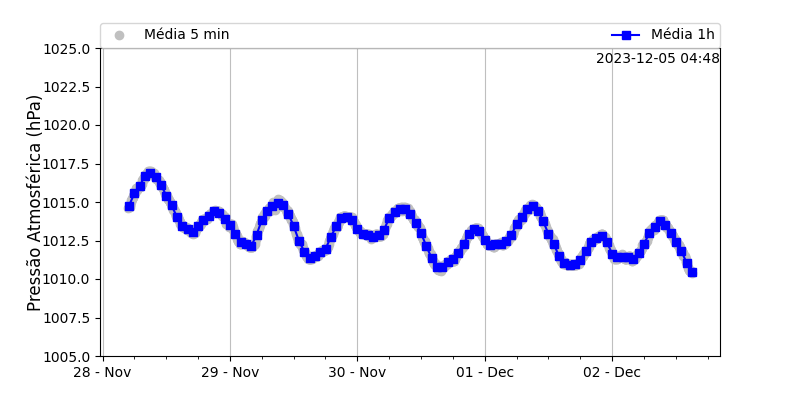 Média 5 min
Média 1h
2023-12-05 04:48
Pressão Atmosférica (hPa)
1025.0
1022.5
1020.0
1017.5
1015.0
1012.5
1010.0
1007.5
1005.0
28 - Nov
29 - Nov
30 - Nov
01 - Dec
02 - Dec